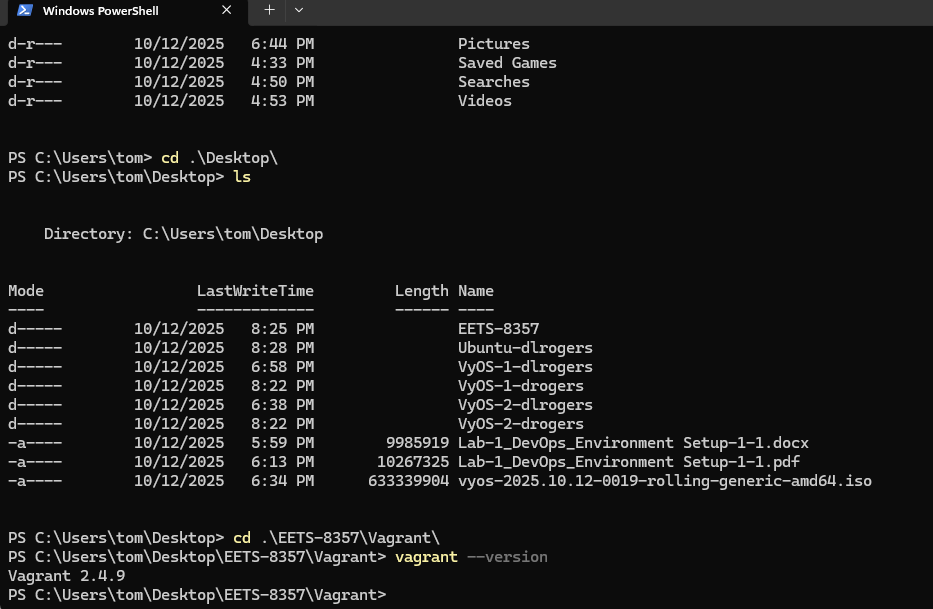 Windows PowerShell
d-r--- 10/12/2025 6:44 PM Pictures
d-r--- 10/12/2025 4:33 PM Saved Games
d-r--- 10/12/2025 4:50 PM Searches
d-r--- 10/12/2025 4:53 PM Videos
PS C:\Users\tom> cd .\Desktop\
PS C:\Users\tom\Desktop> ls
Directory: C:\Users\tom\Desktop
Mode LastWriteTime Length Name
---- ------------- ------ ----
d----- 10/12/2025 8:25 PM EETS-8357
d----- 10/12/2025 8:28 PM Ubuntu-dlrogers
d----- 10/12/2025 6:58 PM VyOS-1-dlrogers
d----- 10/12/2025 8:22 PM VyOS-1-drogers
d----- 10/12/2025 6:38 PM VyOS-2-dlrogers
d----- 10/12/2025 8:22 PM VyOS-2-drogers
-a---- 10/12/2025 5:59 PM 9985919 Lab-1_DevOps_Environment Setup-1-1.docx
-a---- 10/12/2025 6:13 PM 10267325 Lab-1_DevOps_Environment Setup-1-1.pdf
-a---- 10/12/2025 6:34 PM 633339904 vyos-2025.10.12-0019-rolling-generic-amd64.iso
PS C:\Users\tom\Desktop> cd .\EETS-8357\Vagrant\
PS C:\Users\tom\Desktop\EETS-8357\Vagrant> vagrant --version
Vagrant 2.4.9
PS C:\Users\tom\Desktop\EETS-8357\Vagrant>